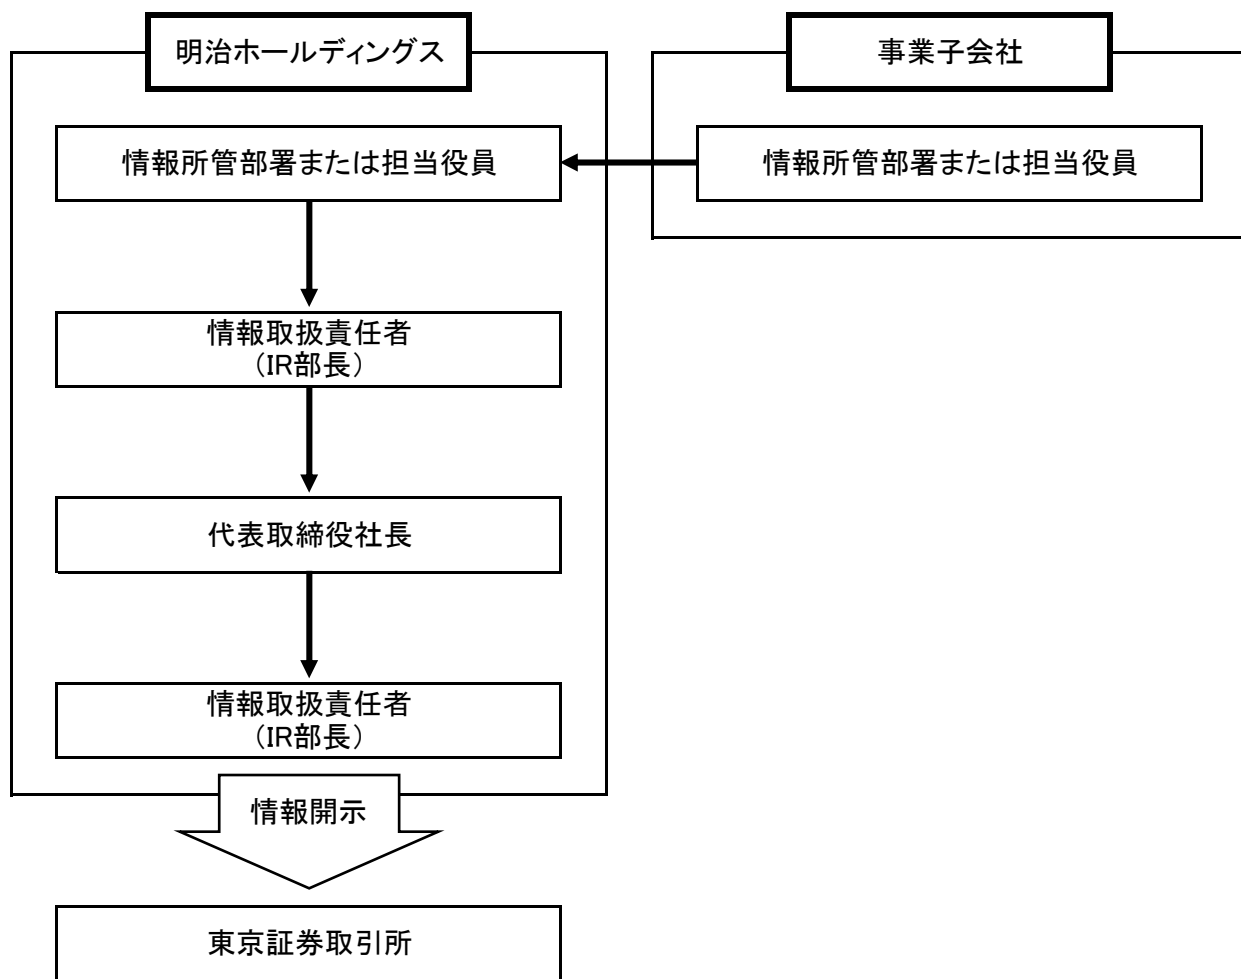 明治ホールディングス
事業子会社
情報所管部署または担当役員
情報所管部署または担当役員
情報取扱責任者
（IR部長）
代表取締役社長
情報取扱責任者
（IR部長）
情報開示
東京証券取引所